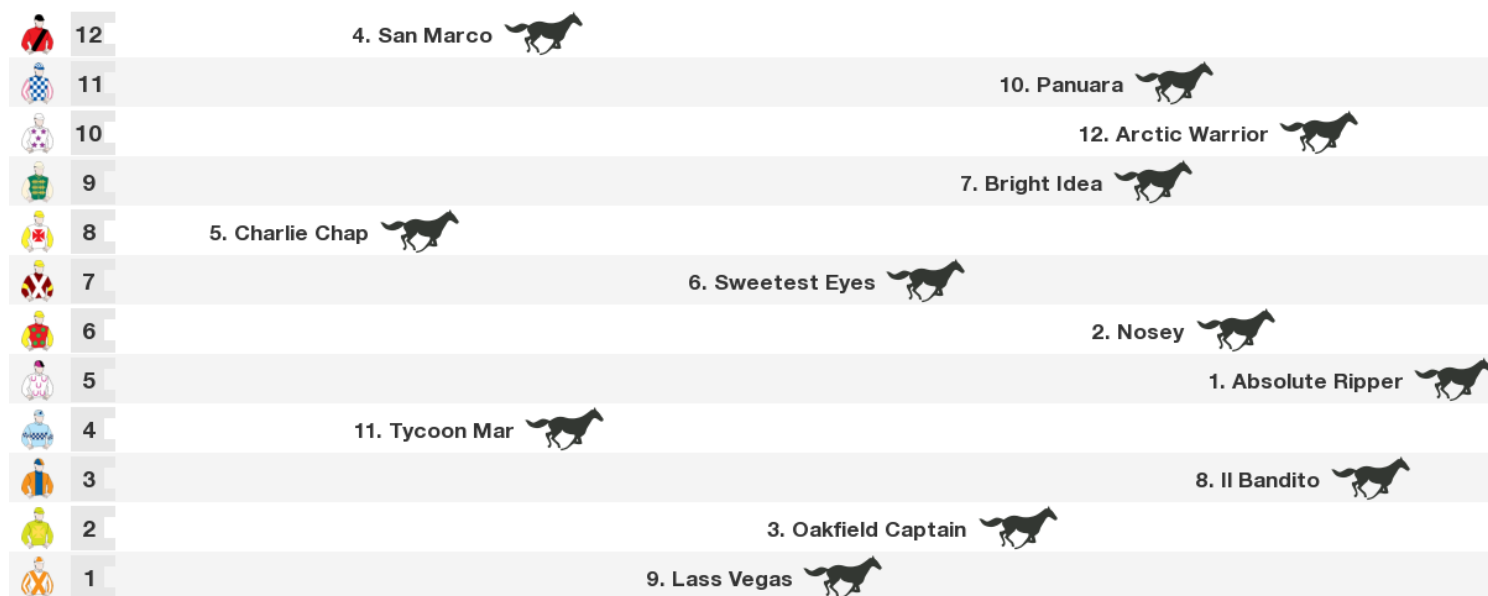 12 4. San Marco
11 10. Panuara
10 12. Arctic Warrior
9 7. Bright Idea
8 5. Charlie Chap
7 6. Sweetest Eyes
6 2. Nosey
5 1. Absolute Ripper
4 11. Tycoon Mar
3 8. Il Bandito
2 3. Oakfield Captain
1 9. Lass Vegas